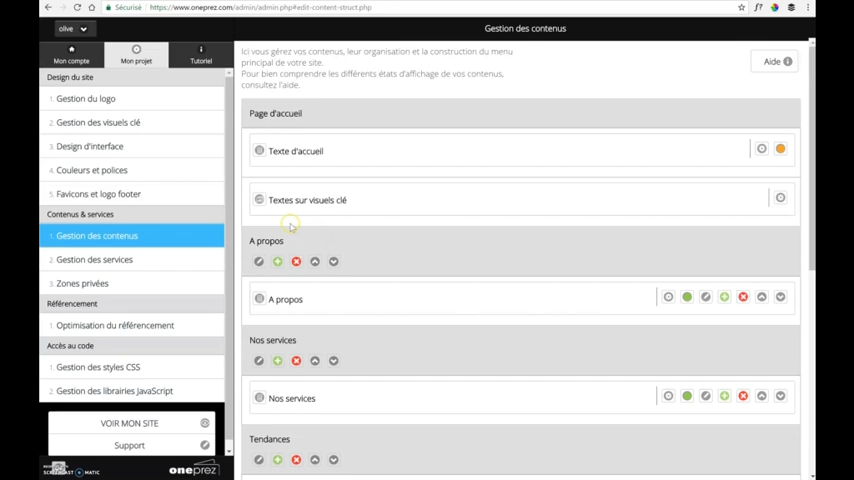 Sécurisé
https://www.oneprez.com/admin/admin.php#edit-content-struct.php
olive
Gestion des contenus
Mon compte
Mon projet
Tutoriel
Design du site
1. Gestion du logo
2. Gestion des visuels clé
3. Design d'interface
4. Couleurs et polices
5. Favicons et logo footer
Contenus & services
1. Gestion des contenus
2. Gestion des services
3. Zones privées
Référencement
1. Optimisation du référencement
Accès au code
1. Gestion des styles CSS
2. Gestion des librairies JavaScript
VOIR MON SITE
Support
SCREENCAST-O-MATIC
oneprez
Ici vous gérez vos contenus, leur organisation et la construction du menu
principal de votre site.
Pour bien comprendre les différents états d'affichage de vos contenus,
consultez l'aide.
Aide
Page d'accueil
Texte d'accueil
Textes sur visuels clé
A propos
A propos
Nos services
Nos services
Tendances